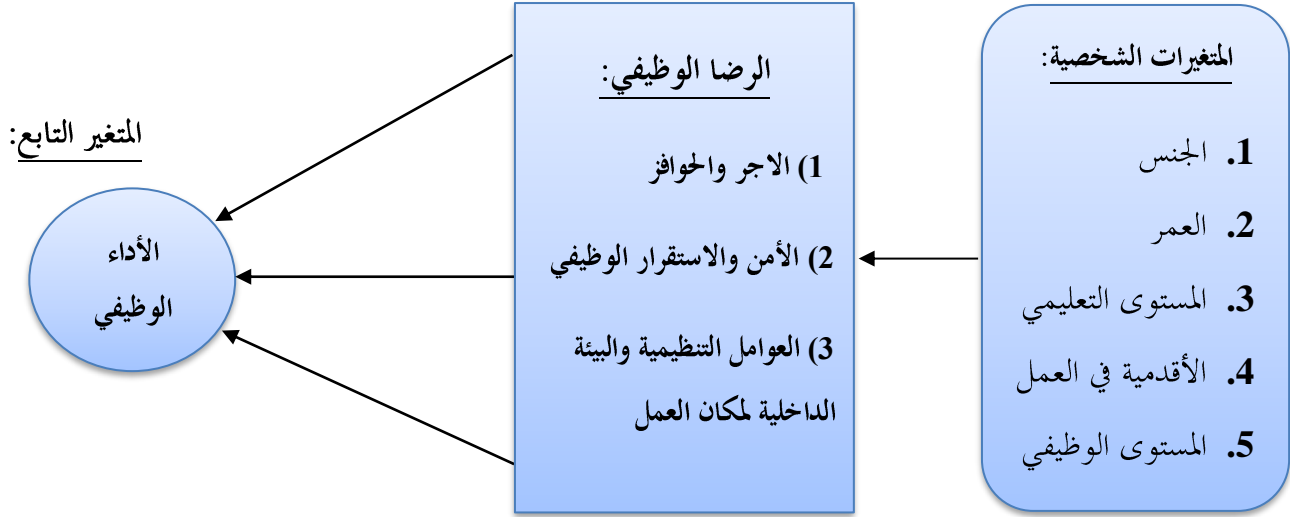 المتغيرات الشخصية:
1. الجنس
2. العمر
3. المستوى التعليمي
4. الأقدمية في العمل
5. المستوى الوظيفي
الرضا الوظيفي:
1) الاجر والحوافز
2) الأمن والاستقرار الوظيفي
3) العوامل التنظيمية والبيئة
الداخلية لمكان العمل
المتغير التابع:
الأداء
الوظيفي